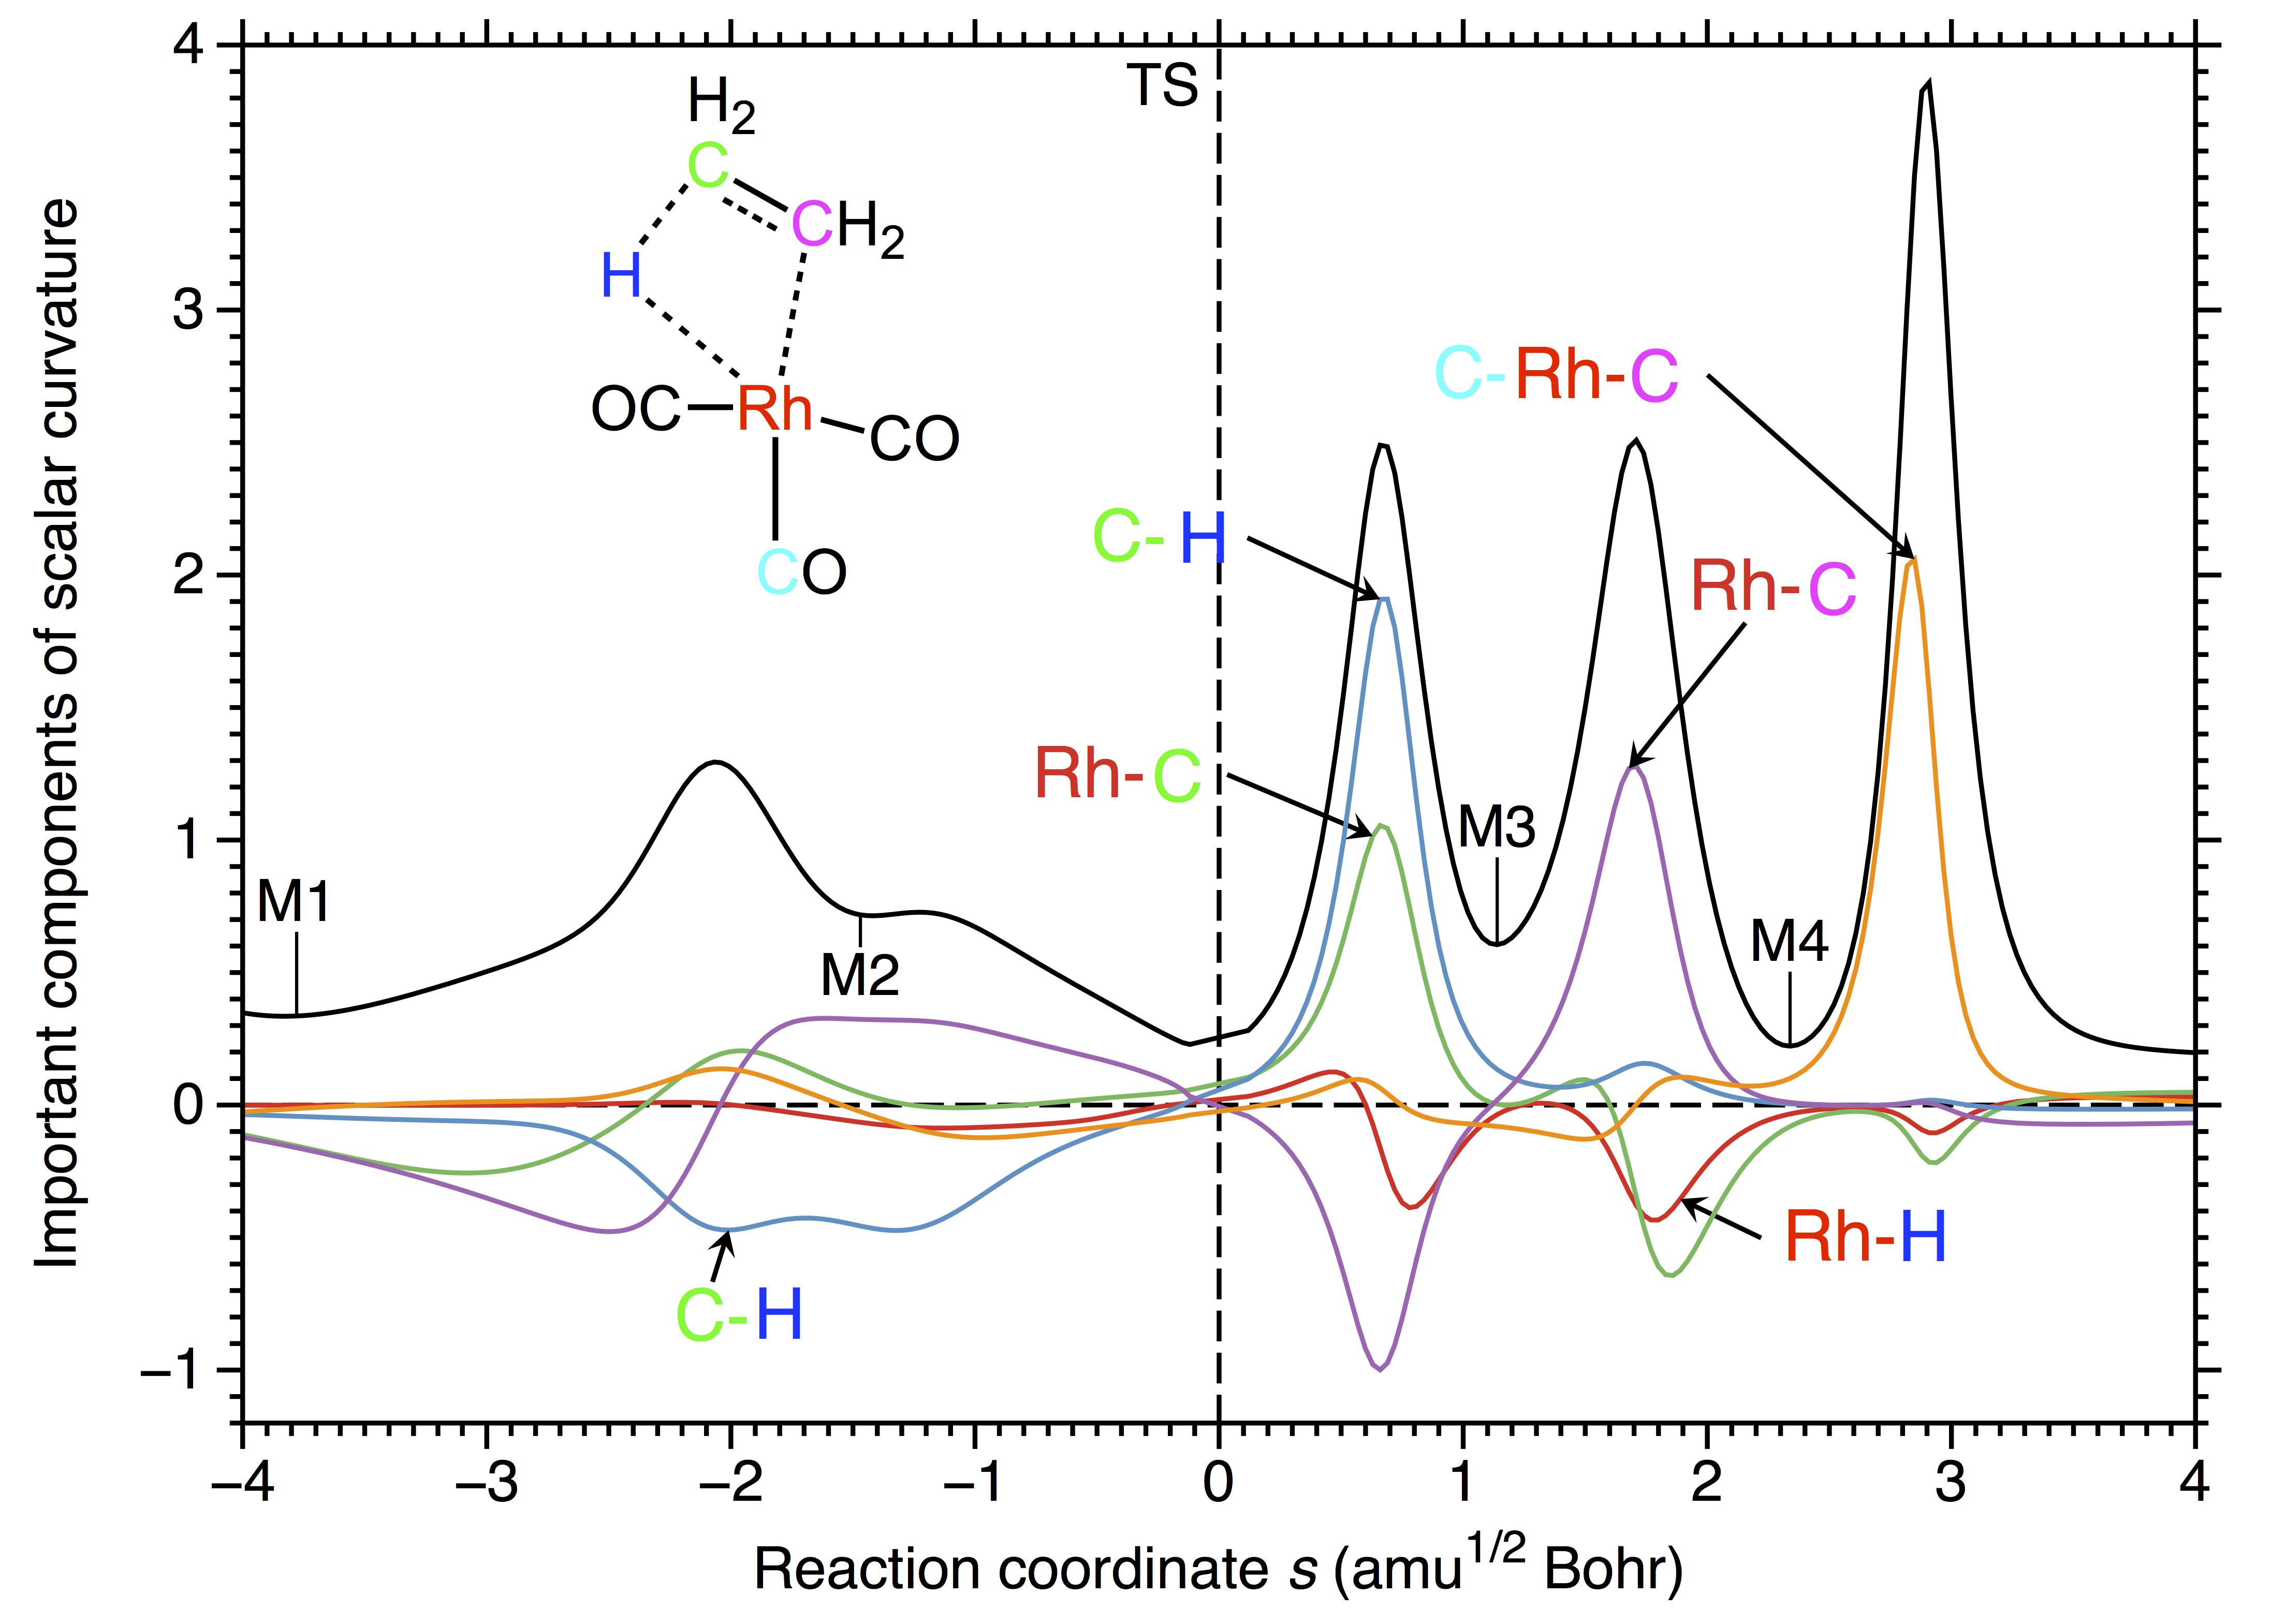 Important components of scalar curvature
4
3
2
1
0
−1
TS
H2
C
CH2
H
OC
Rh
CO
CO
C-Rh-C
C-H
Rh-C
Rh-C
M1
M2
M3
M4
C-H
Rh-H
−4 −3 −2 −1 0 1 2 3 4
Reaction coordinate s (amu1/2 Bohr)